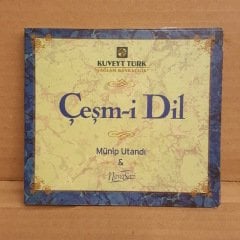 KUVEYT TÜRK
Çeşm-i Dil
Münip Utandı
&